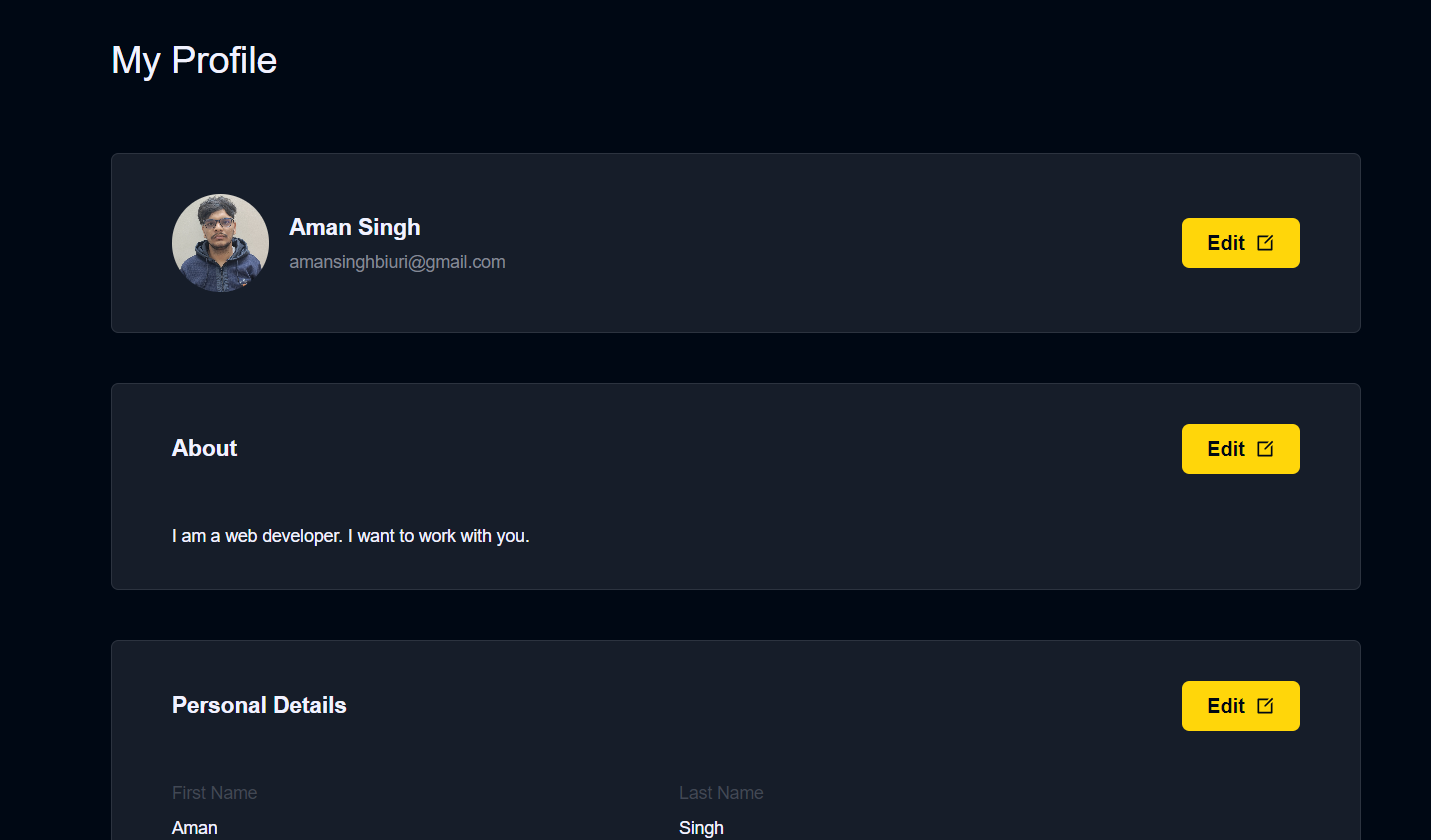 My Profile
Aman Singh
amansinghbiuri@gmail.com
Edit
About
Edit
I am a web developer. I want to work with you.
Personal Details
Edit
First Name
Last Name
Aman
Singh